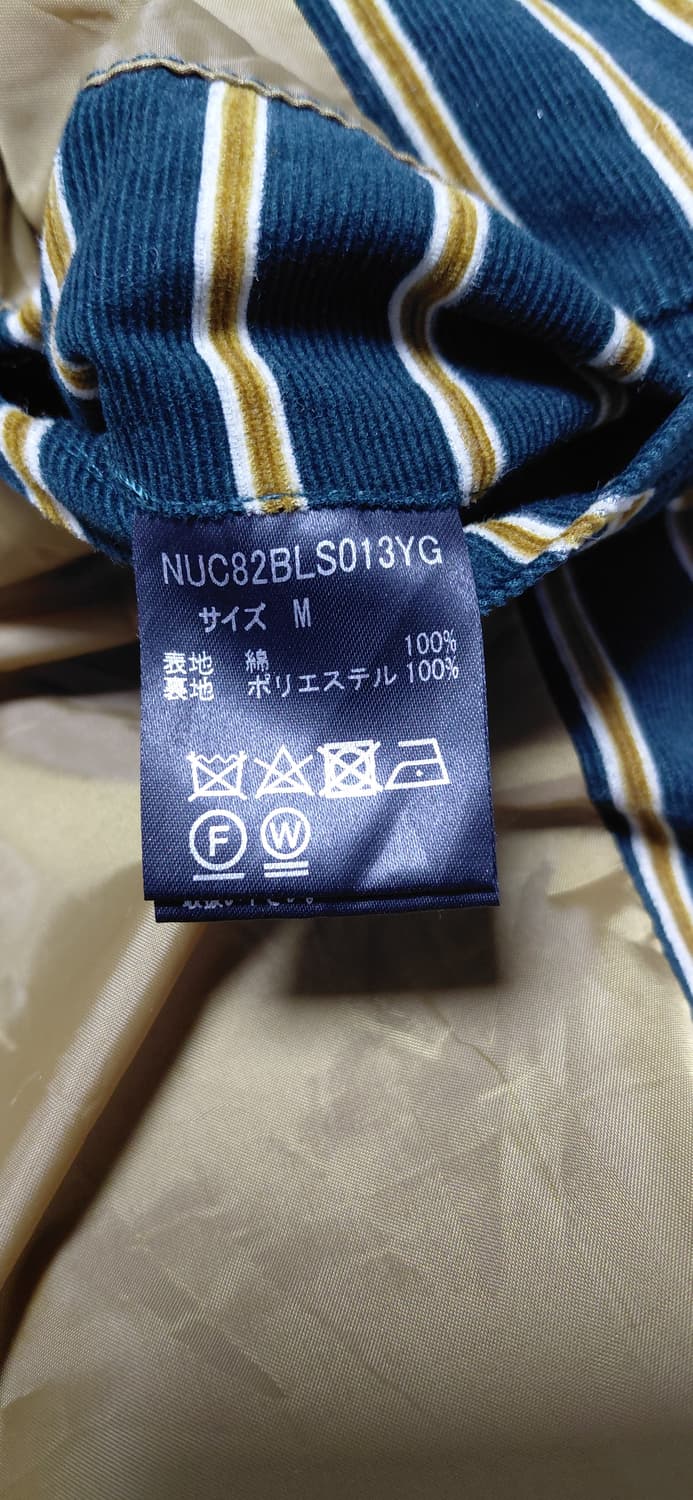 NUC82BLS013YG
サイズ M
表地 綿 100%
裏地 ポリエステル 100%
F W